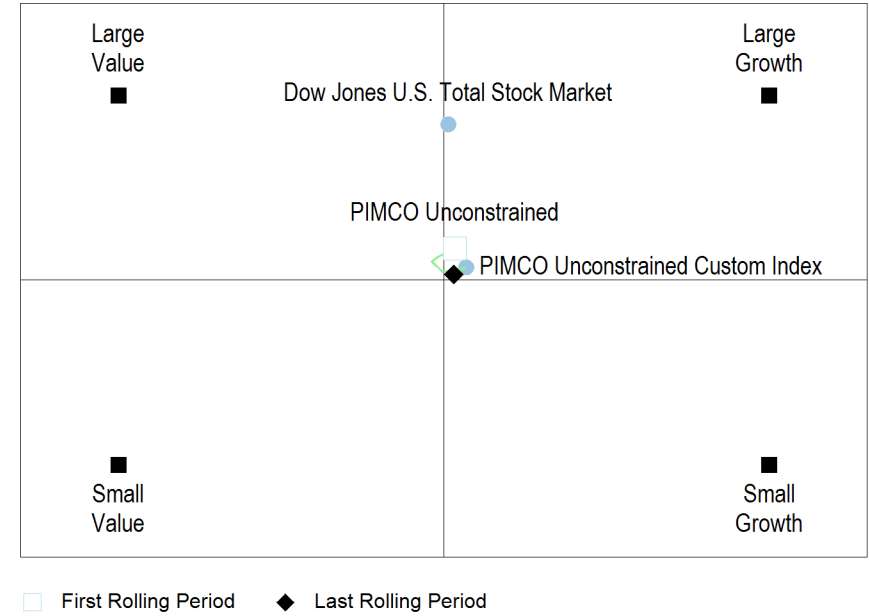 Large
Value
Large
Growth
Dow Jones U.S. Total Stock Market
PIMCO Unconstrained
PIMCO Unconstrained Custom Index
Small
Value
Small
Growth
First Rolling Period
Last Rolling Period